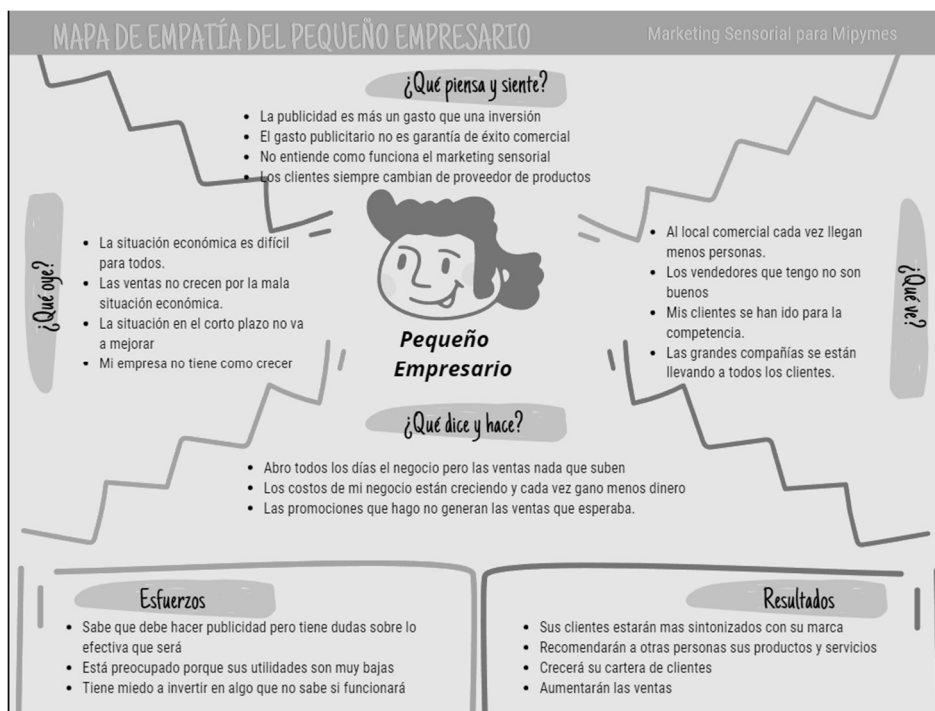 MAPA DE EMPATÍA DEL PEQUEÑO EMPRESARIO
Marketing Sensorial para Mipymes
¿Qué piensa y siente?
• La publicidad es más un gasto que una inversión
• El gasto publicitario no es garantía de éxito comercial
• No entiende como funciona el marketing sensorial
• Los clientes siempre cambian de proveedor de productos
¿Qué oye?
• La situación económica es difícil
para todos.
• Las ventas no crecen por la mala
situación económica.
• La situación en el corto plazo no va
a mejorar
• Mi empresa no tiene como crecer
Pequeño
Empresario
¿Qué ve?
• Al local comercial cada vez llegan
menos personas.
• Los vendedores que tengo no son
buenos
• Mis clientes se han ido para la
competencia.
• Las grandes compañías se están
llevando a todos los clientes.
¿Qué dice y hace?
• Abro todos los días el negocio pero las ventas nada que suben
• Los costos de mi negocio están creciendo y cada vez gano menos dinero
• Las promociones que hago no generan las ventas que esperaba.
Esfuerzos
• Sabe que debe hacer publicidad pero tiene dudas sobre lo
efectiva que será
• Está preocupado porque sus utilidades son muy bajas
• Tiene miedo a invertir en algo que no sabe si funcionará
Resultados
• Sus clientes estarán mas sintonizados con su marca
• Recomendarán a otras personas sus productos y servicios
• Crecerá su cartera de clientes
• Aumentarán las ventas